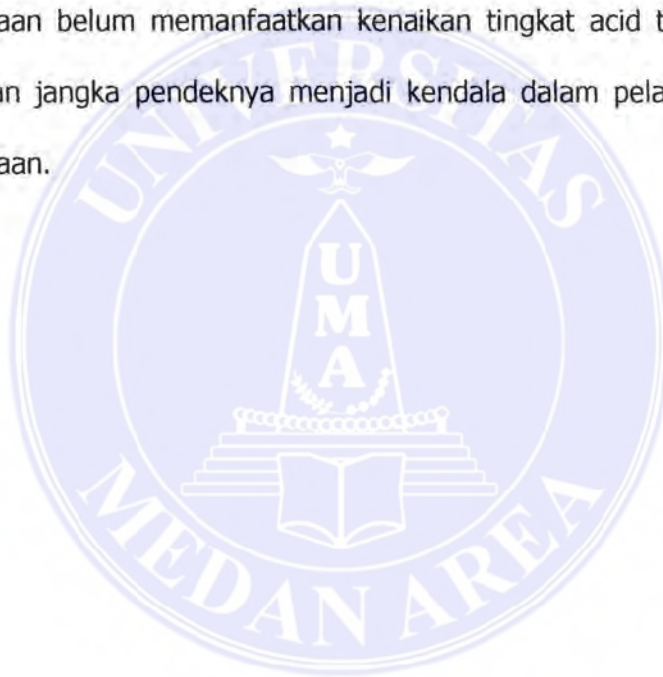 aan belum memanfaatkan kenaikan tingkat acid t
n jangka pendeknya menjadi kendala dalam pela
aan.
UNIVERSITAS
UMA
MEDAN AREA